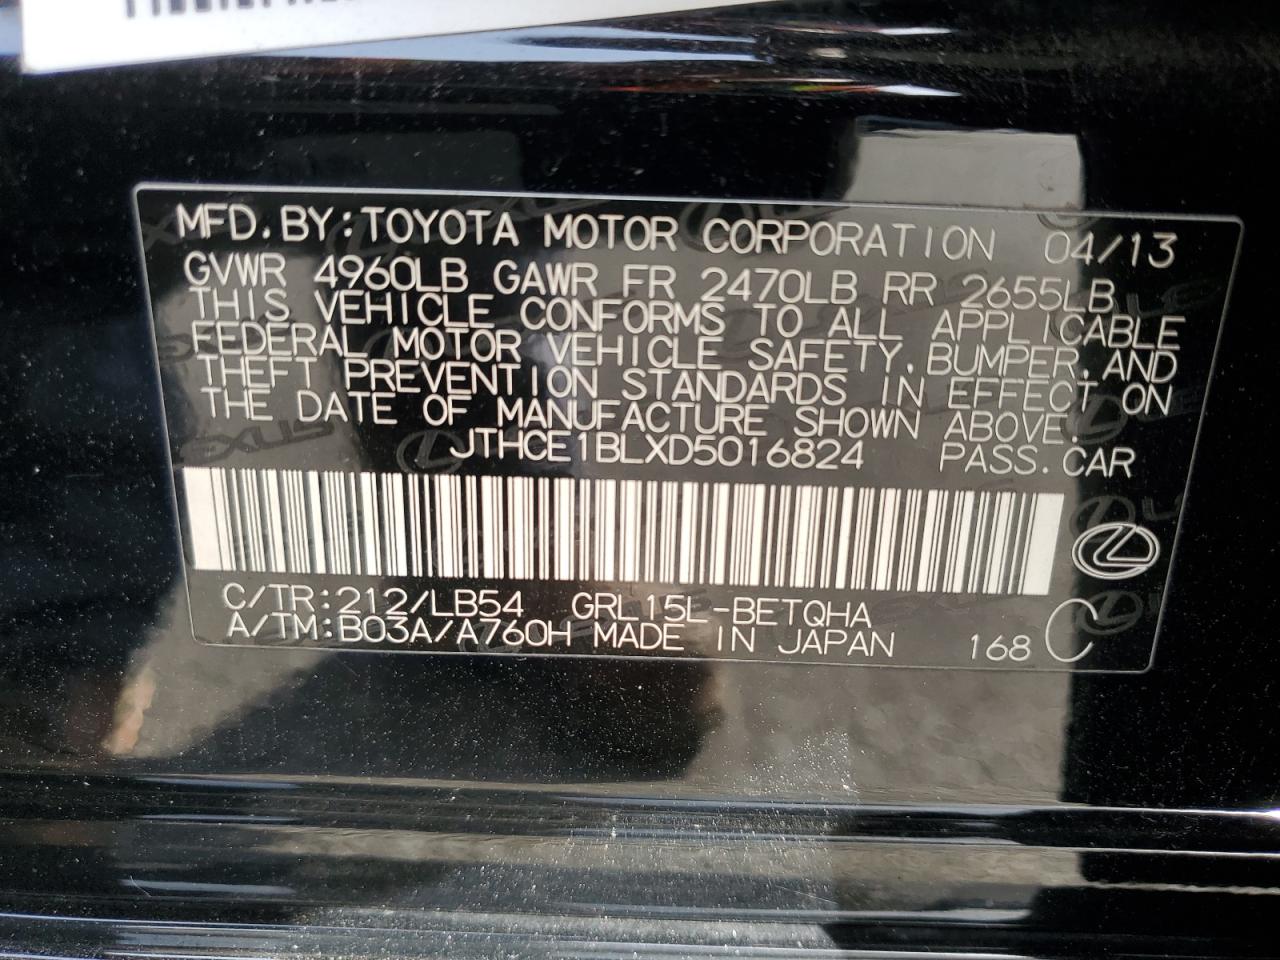 MFD.BY:TOYOTA MOTOR CORPORATION 04/13
GVWR 4960LB GAWR FR 2470LB RR 2655LB
THIS VEHICLE CONFORMS TO ALL APPLICABLE
FEDERAL MOTOR VEHICLE SAFETY,BUMPER,AND
THEFT PREVENTION STANDARDS IN EFFECT ON
THE DATE OF MANUFACTURE SHOWN ABOVE.
JTHCE1BLXD5016824 PASS.CAR
C/TR:212/LB54 GRL15L-BETQHA
A/TM:B03A/A760H MADE IN JAPAN 168 C